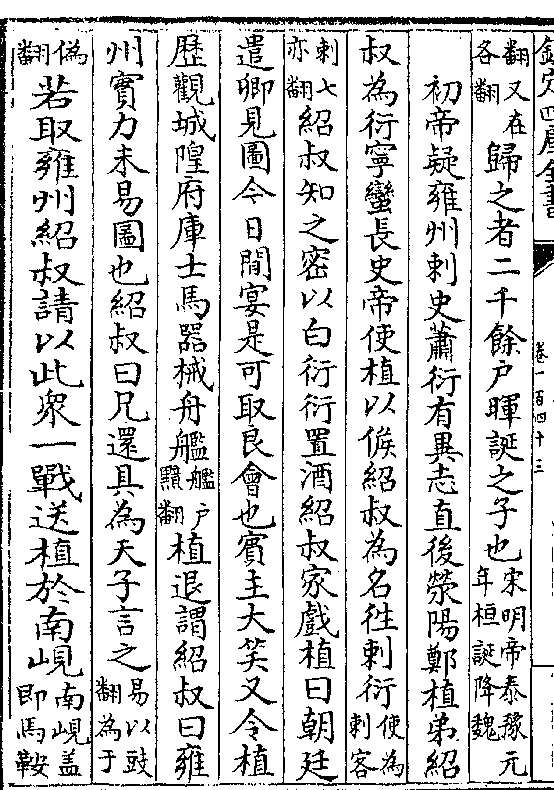 欽定四庫全書
卷一百四十三
翻又在各翻歸之者二千餘戶暉誕之子也宋明帝泰豫元年桓誕降魏
初帝疑雍州刺史蕭衍有異志直後滎陽鄭植弟紹
叔為衍寧蠻長史帝使植以候紹叔為名徃刺衍使為刺客
刺七亦翻紹叔知之密以白衍衍置酒紹叔家戲植曰朝廷
遣卿見圖今日閒宴是可取良會也賓主大笑又令植
歷觀城隍府庫士馬器械舟艦艦戶黤翻植退謂紹叔曰雍
州實力未易圖也紹叔曰兄還具為天子言之易以豉翻為于
偽翻若取雍州紹叔請以此衆一戰送植於南峴南峴蓋即馬鞍